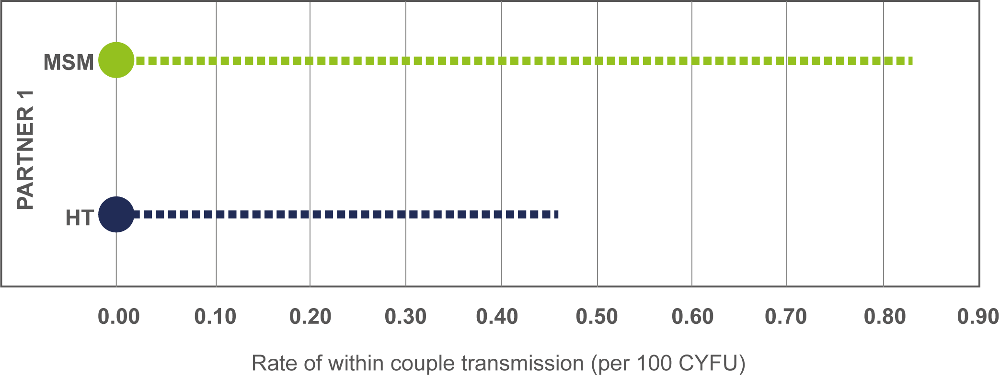 MSM
PARTNER 1
HT
0.00 0.10 0.20 0.30 0.40 0.50 0.60 0.70 0.80 0.90
Rate of within couple transmission (per 100 CYFU)